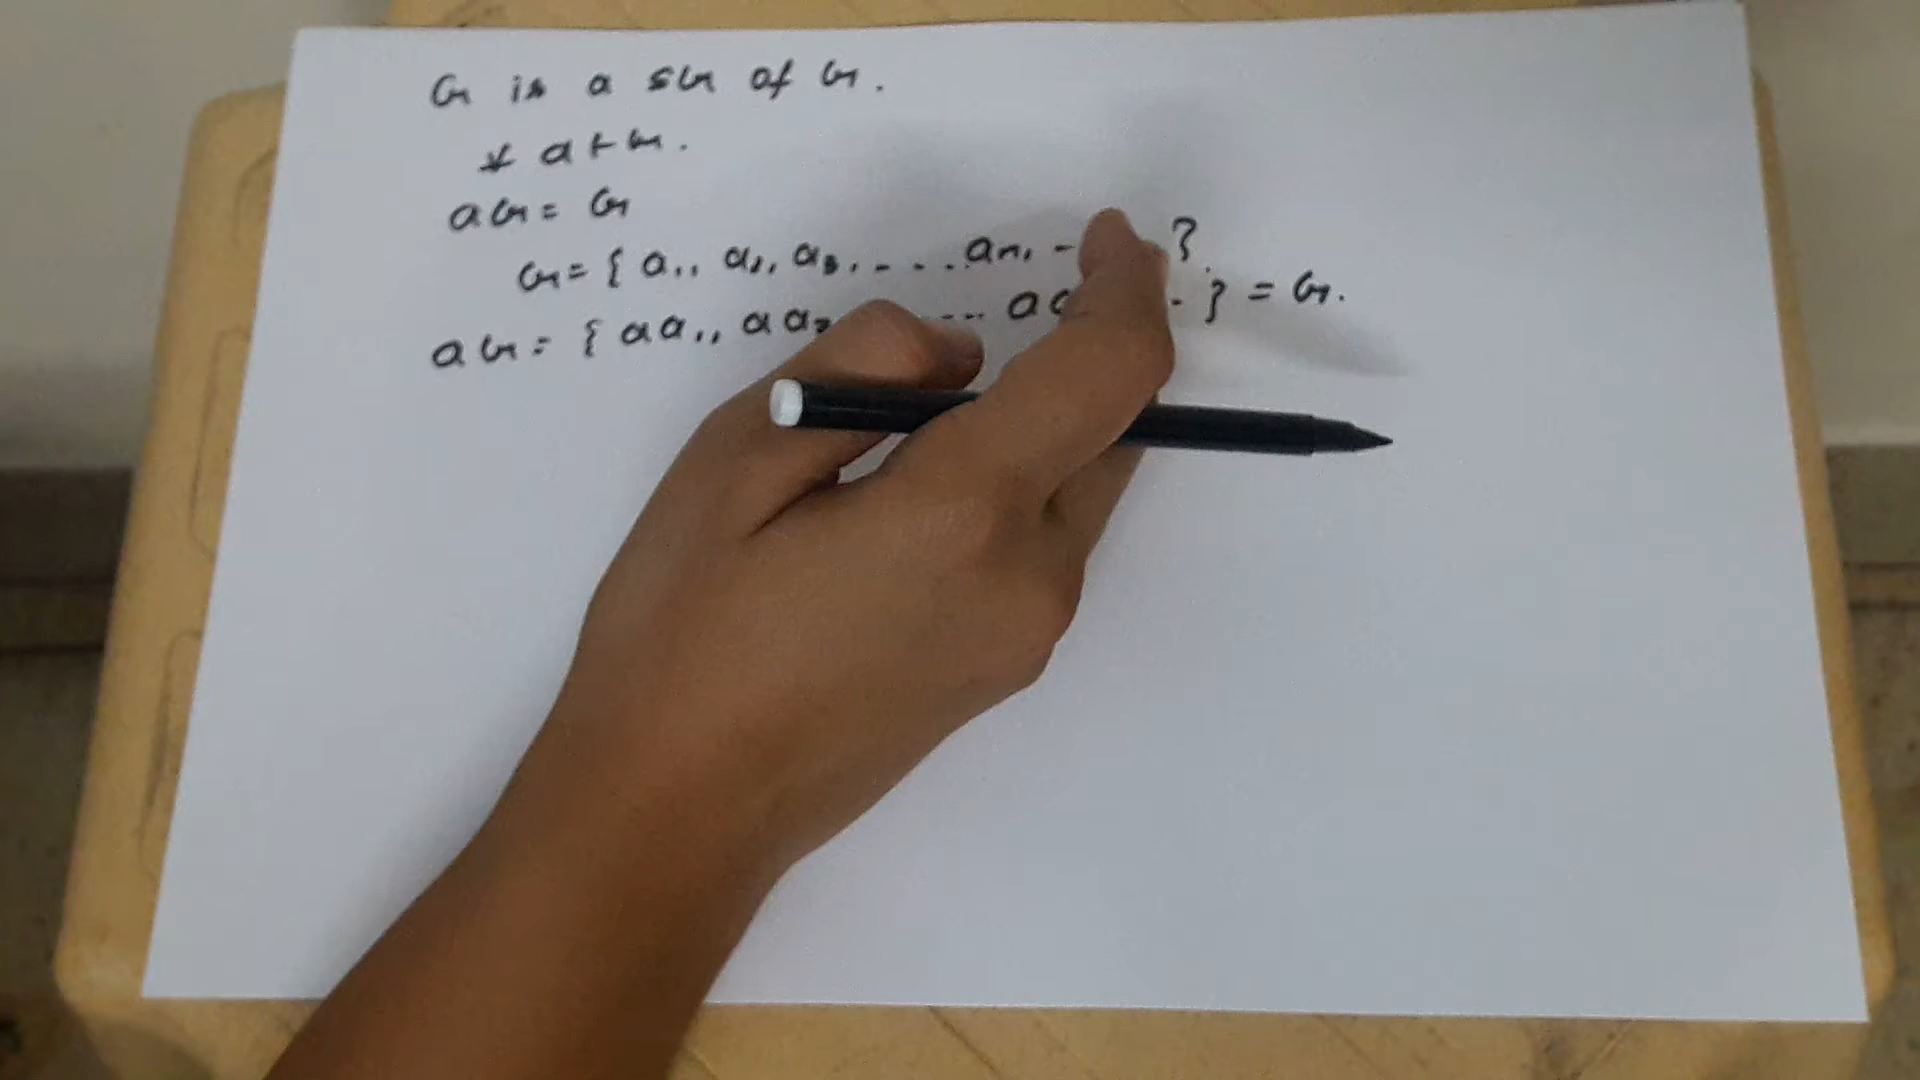 G is a SG of G.
* a ∈ G.
aG = G
G = { a₁, a₂, a₃, - . . . aₙ, - }
aG = { aa₁, aa₂ ... a - } = G.